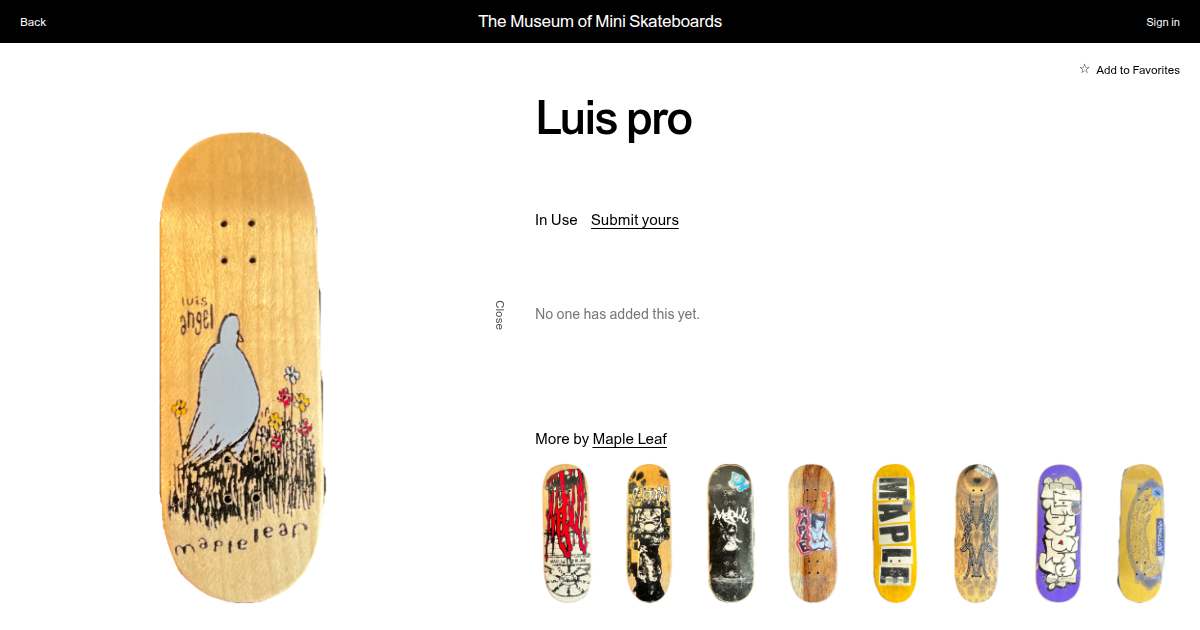 Back
The Museum of Mini Skateboards
Sign in
☆ Add to Favorites
Luis pro
In Use
Submit yours
Close
No one has added this yet.
luis
angel
mapleleaf
More by Maple Leaf
MAPLE